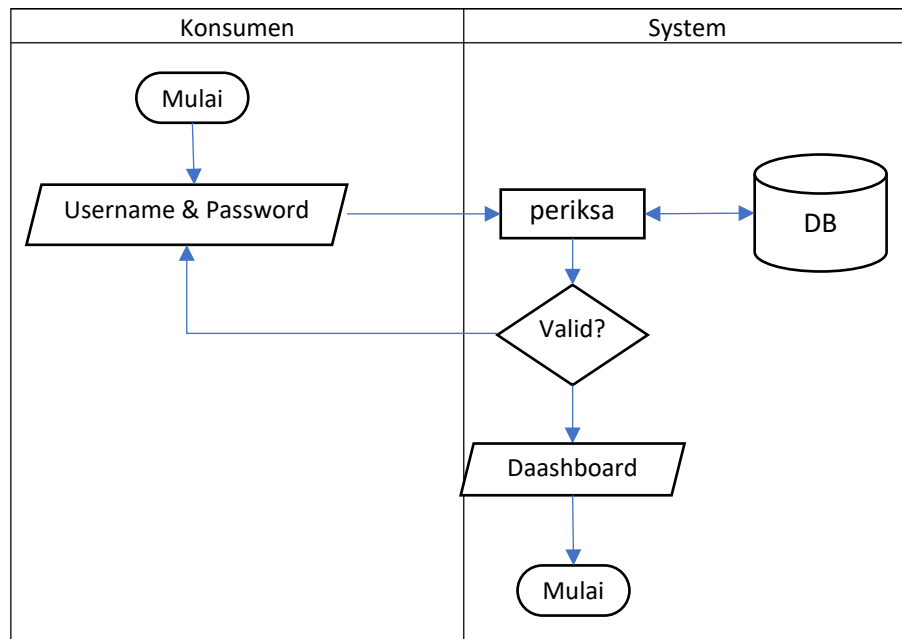 Konsumen
System
Mulai
Username & Password
periksa
DB
Valid?
Daashboard
Mulai